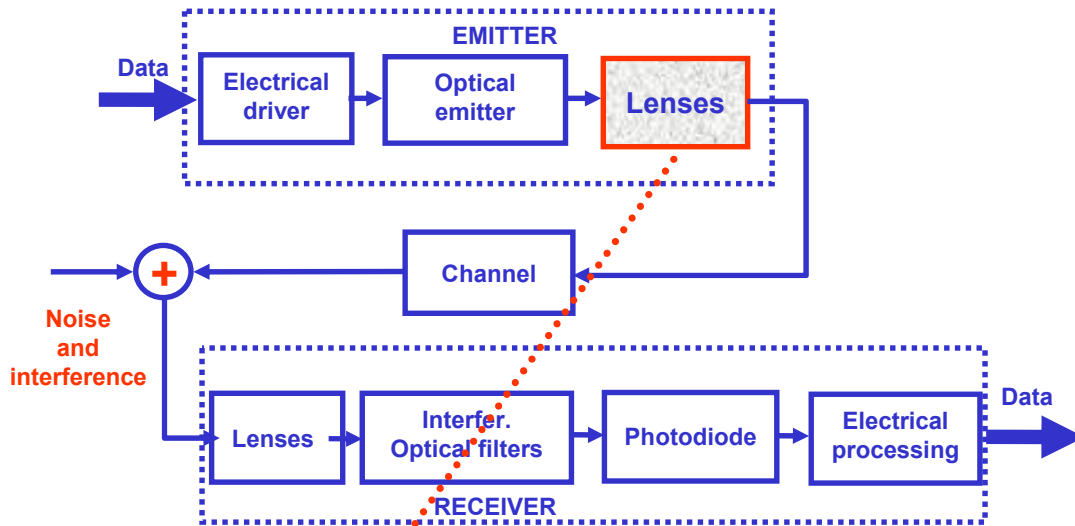 EMITTER
Data
Electrical
driver
Optical
emitter
Lenses
+
Channel
Noise
and
interference
Lenses
Interfer.
Optical filters
Photodiode
Electrical
processing
Data
RECEIVER